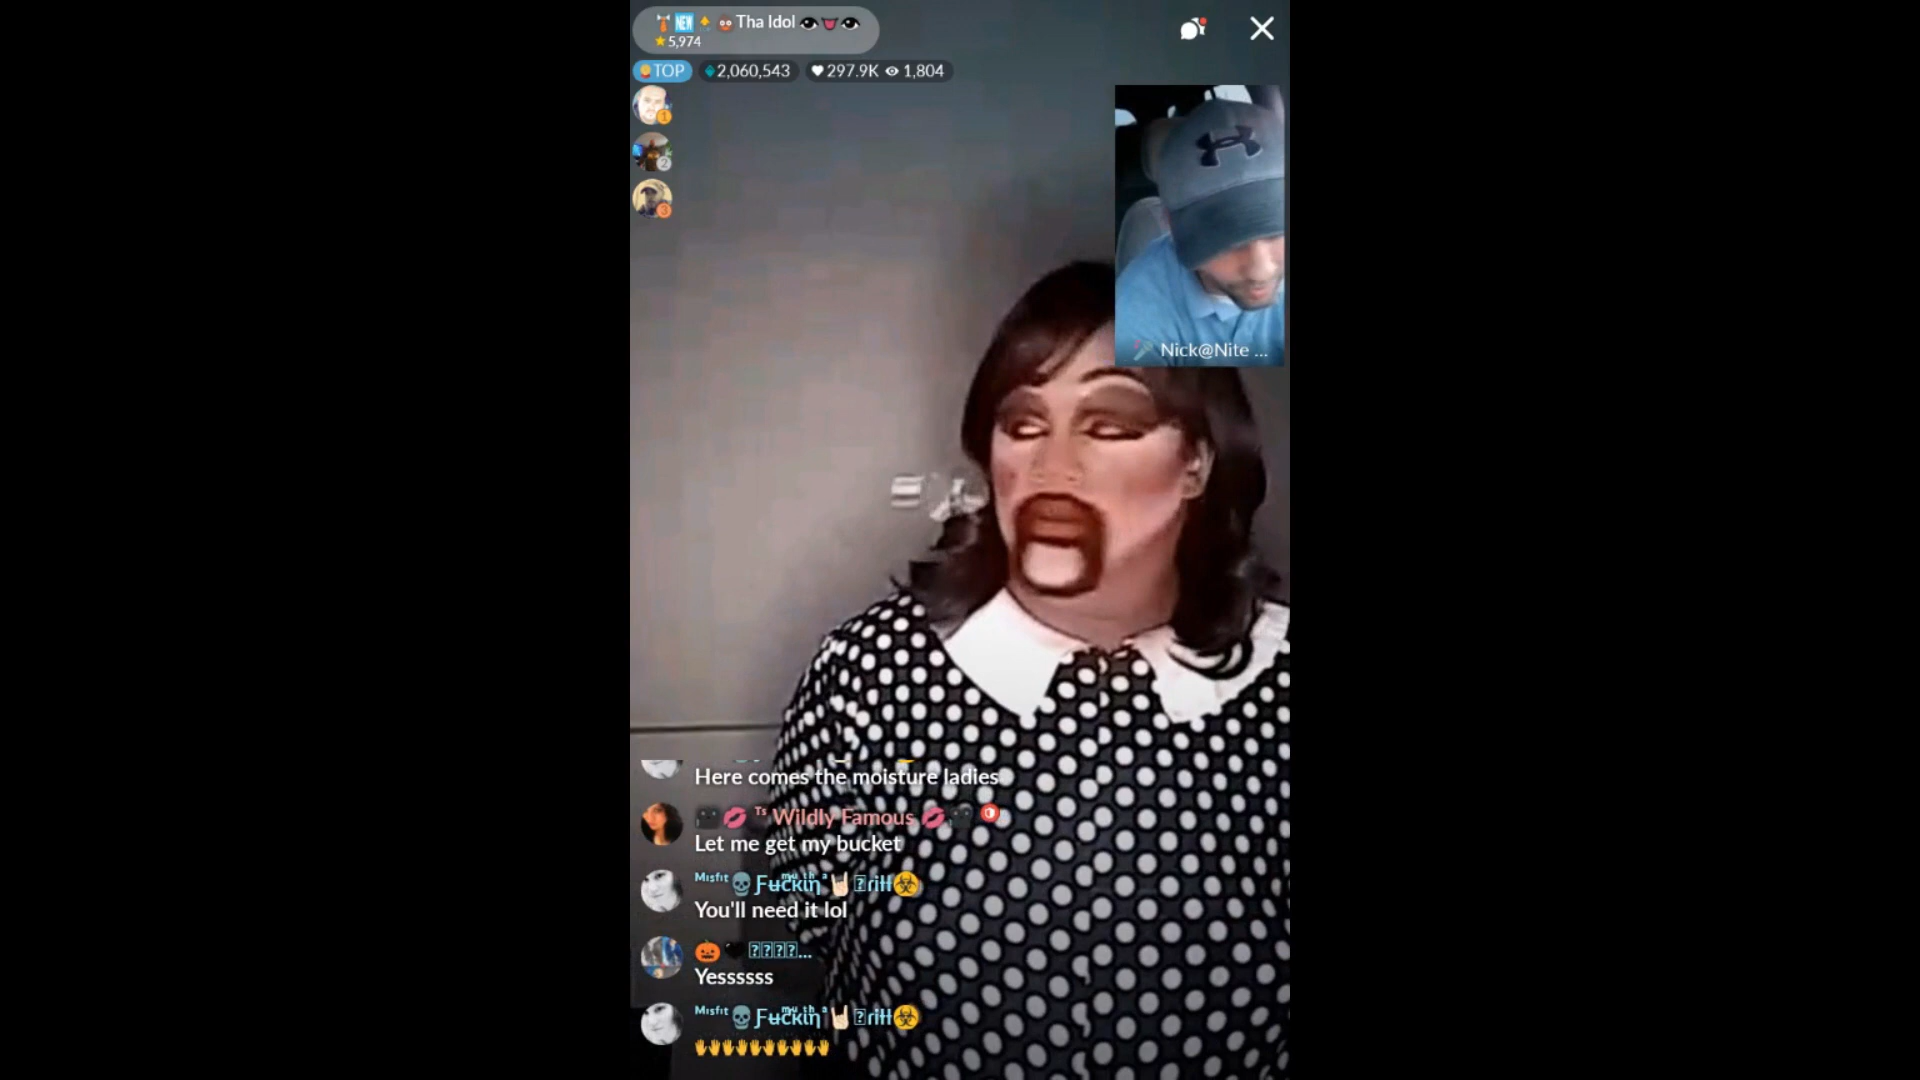 🆕 Tha Idol 👁👅👁
⭐5,974
TOP 2,060,543 297.9K 1,804
Nick@Nite ...
Here comes the moisture ladies
💋 ᵀˢ Wildly Famous 💋
Let me get my bucket
You'll need it lol
🎃🖤 ...
Yessssss
ᴹⁱˢᶠⁱᵗ
👋👋👋👋👋👋👋👋👋👋